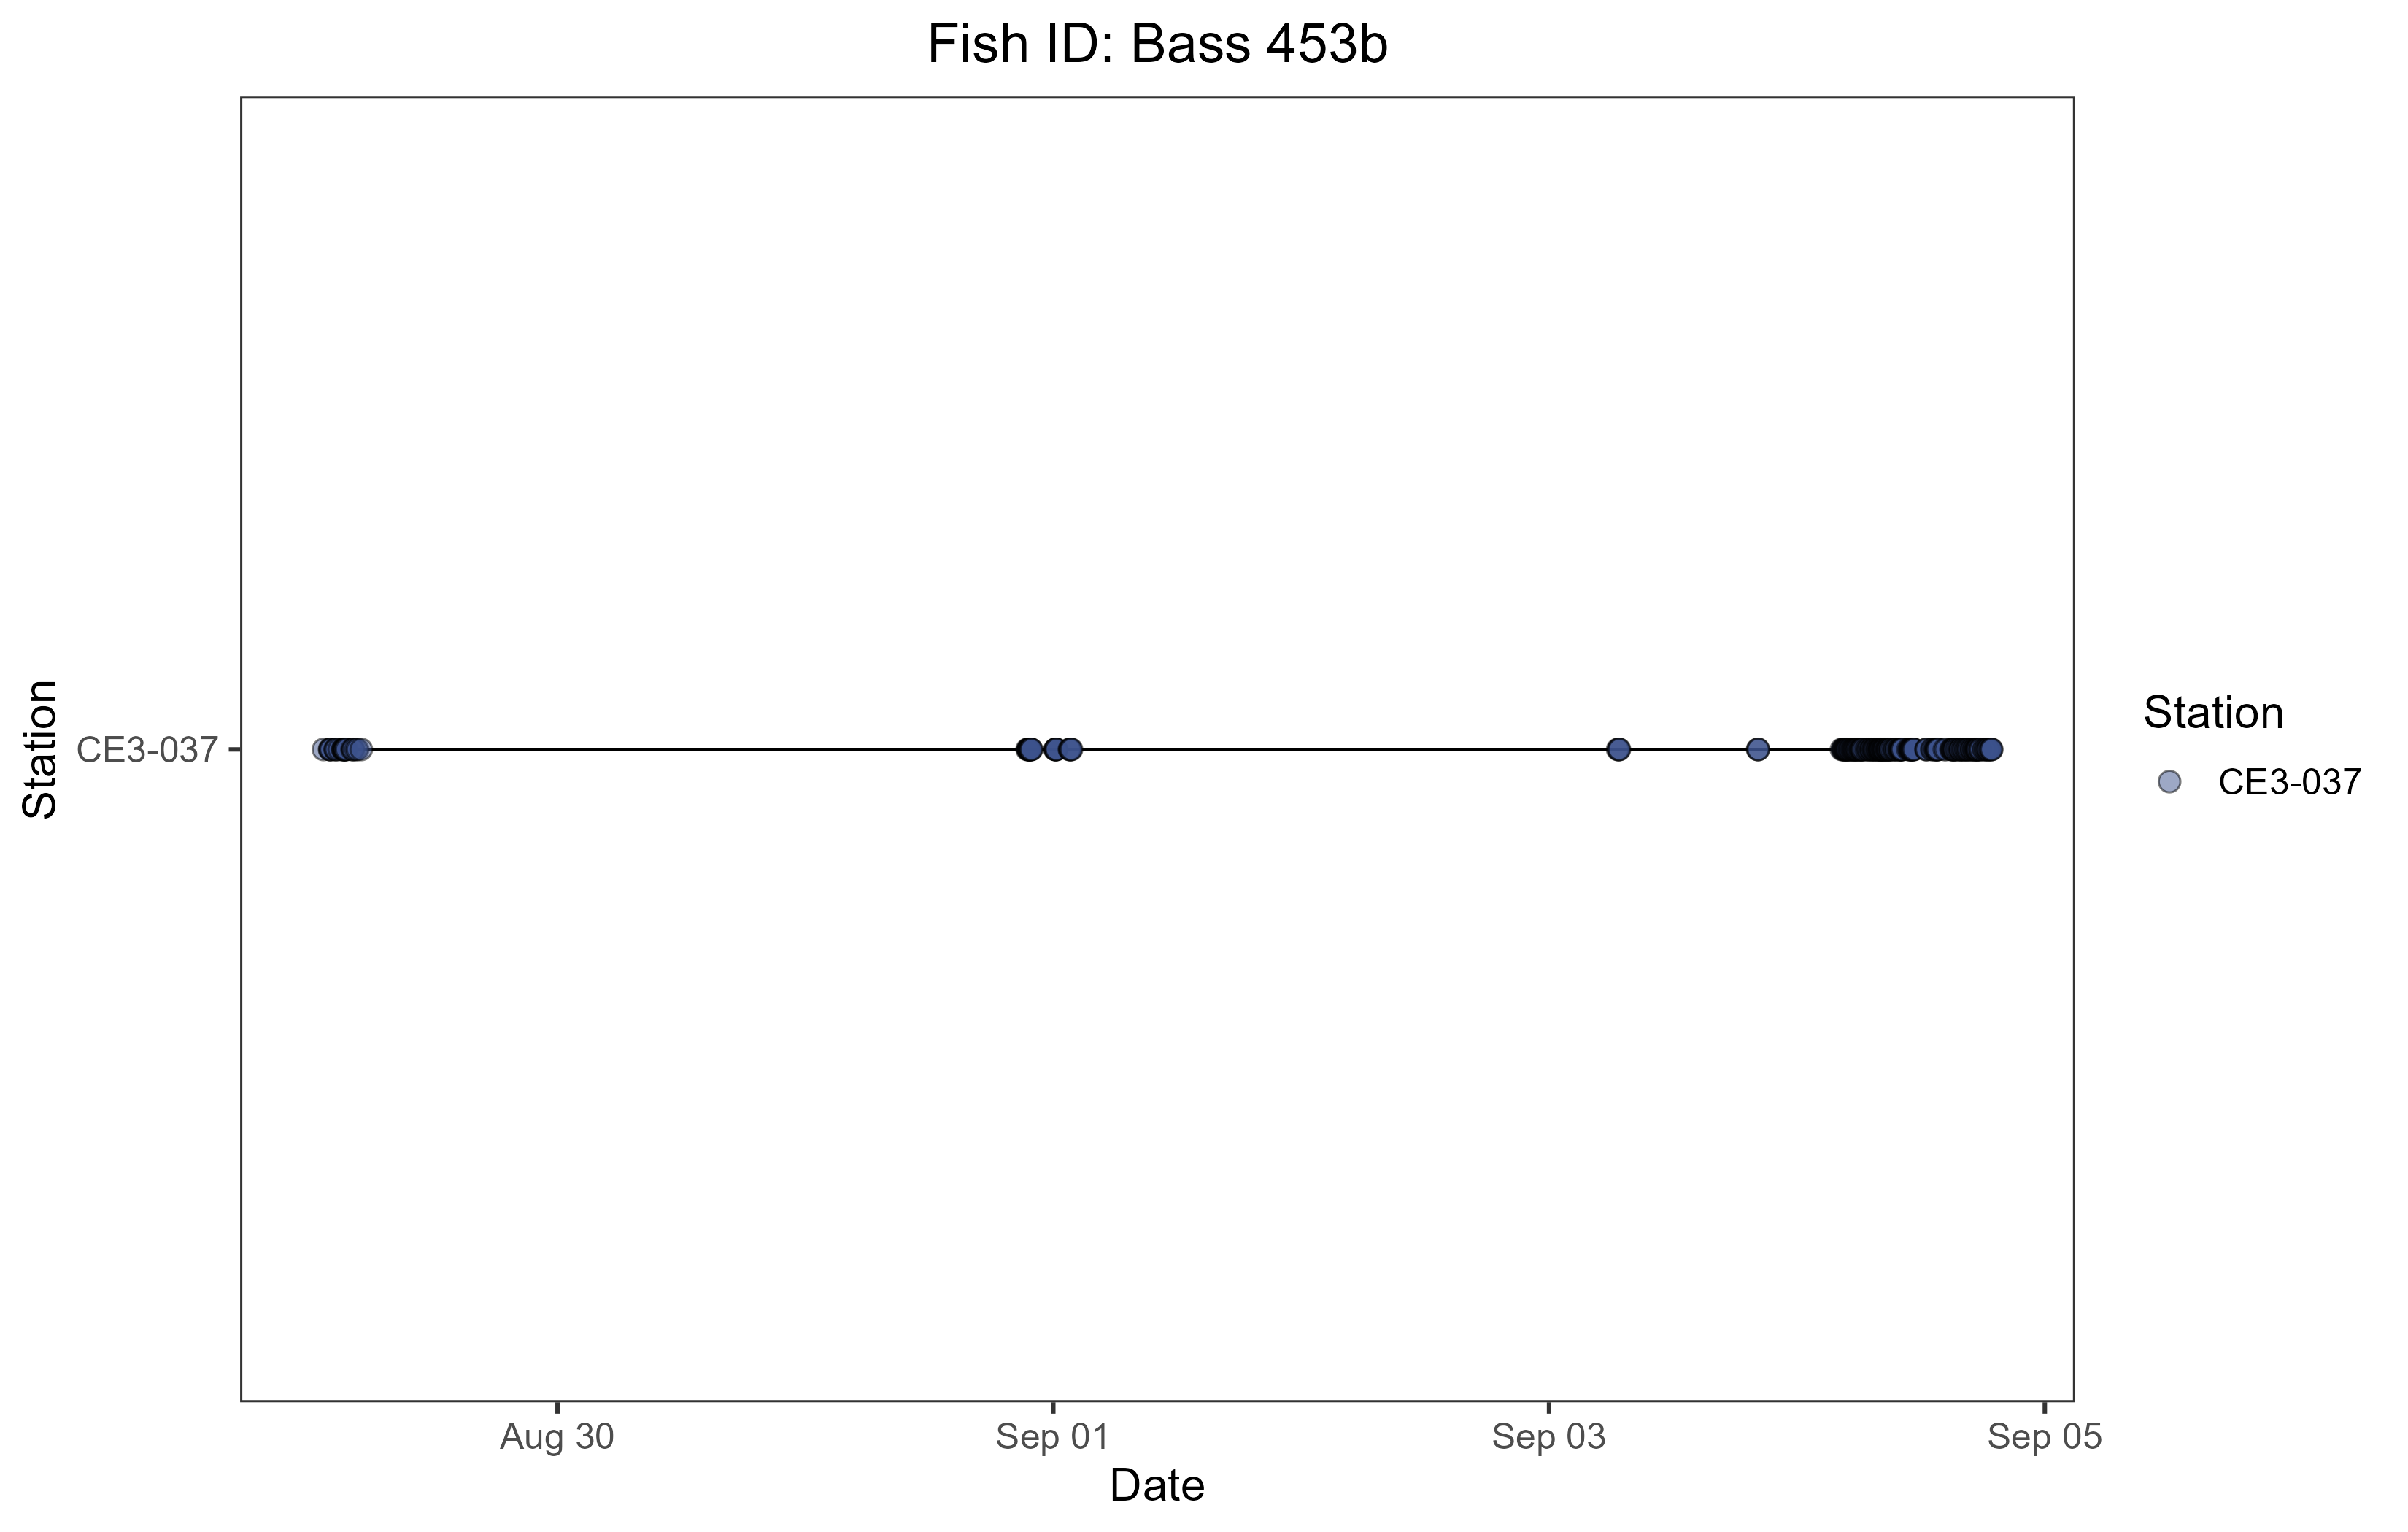 Fish ID: Bass 453b
Station
CE3-037
Station
CE3-037
Aug 30
Sep 01
Sep 03
Sep 05
Date